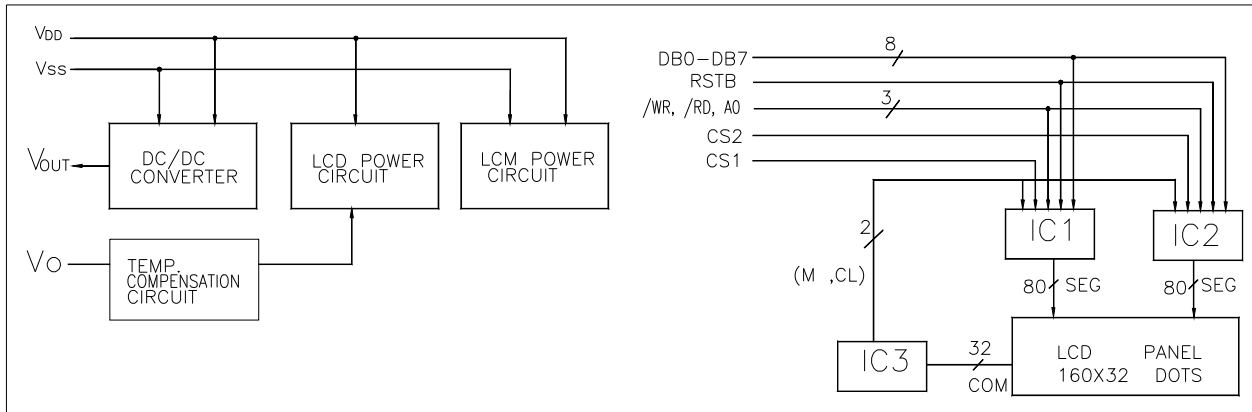 VDD
VSS
VOUT
DC/DC
CONVERTER
LCD POWER
CIRCUIT
LCM POWER
CIRCUIT
VO
TEMP.
COMPENSATION
CIRCUIT
DB0-DB7
8
RSTB
/WR, /RD, A0
3
CS2
CS1
IC1
IC2
2
(M ,CL)
80 SEG
80 SEG
IC3
32
COM
LCD PANEL
160X32 DOTS